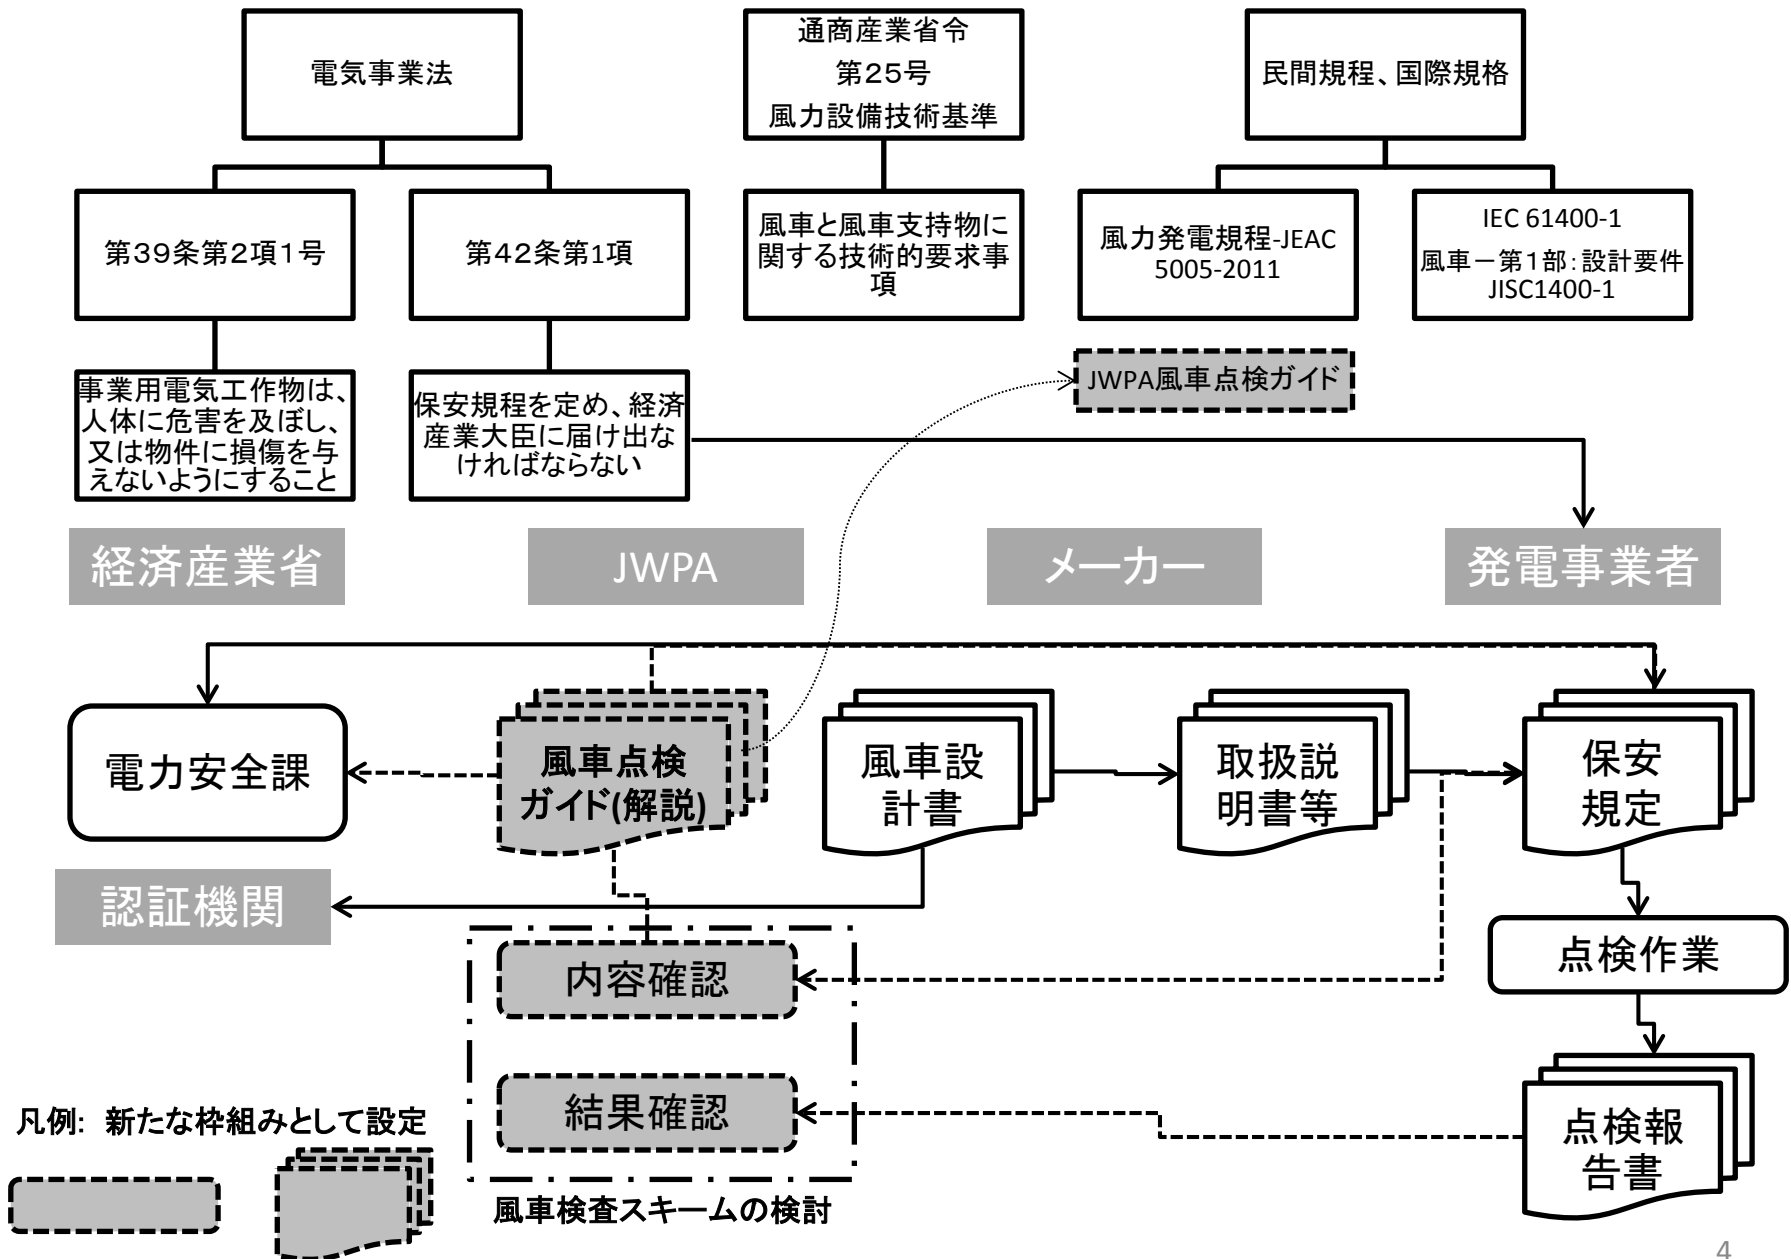 電気事業法
通商産業省令
第25号
風力設備技術基準
民間規程、国際規格
第39条第2項1号
第42条第1項
風車と風車支持物に
関する技術的要求事
項
風力発電規程-JEAC
5005-2011
IEC 61400-1
風車－第1部:設計要件
JISC1400-1
事業用電気工作物は、
人体に危害を及ぼし、
又は物件に損傷を与
えないようにすること
保安規程を定め、経済
産業大臣に届け出な
ければならない
JWPA風車点検ガイド
経済産業省
JWPA
メーカー
発電事業者
電力安全課
風車点検
ガイド(解説)
風車設
計書
取扱説
明書等
保安
規定
認証機関
内容確認
点検作業
結果確認
点検報
告書
凡例: 新たな枠組みとして設定
風車検査スキームの検討
4